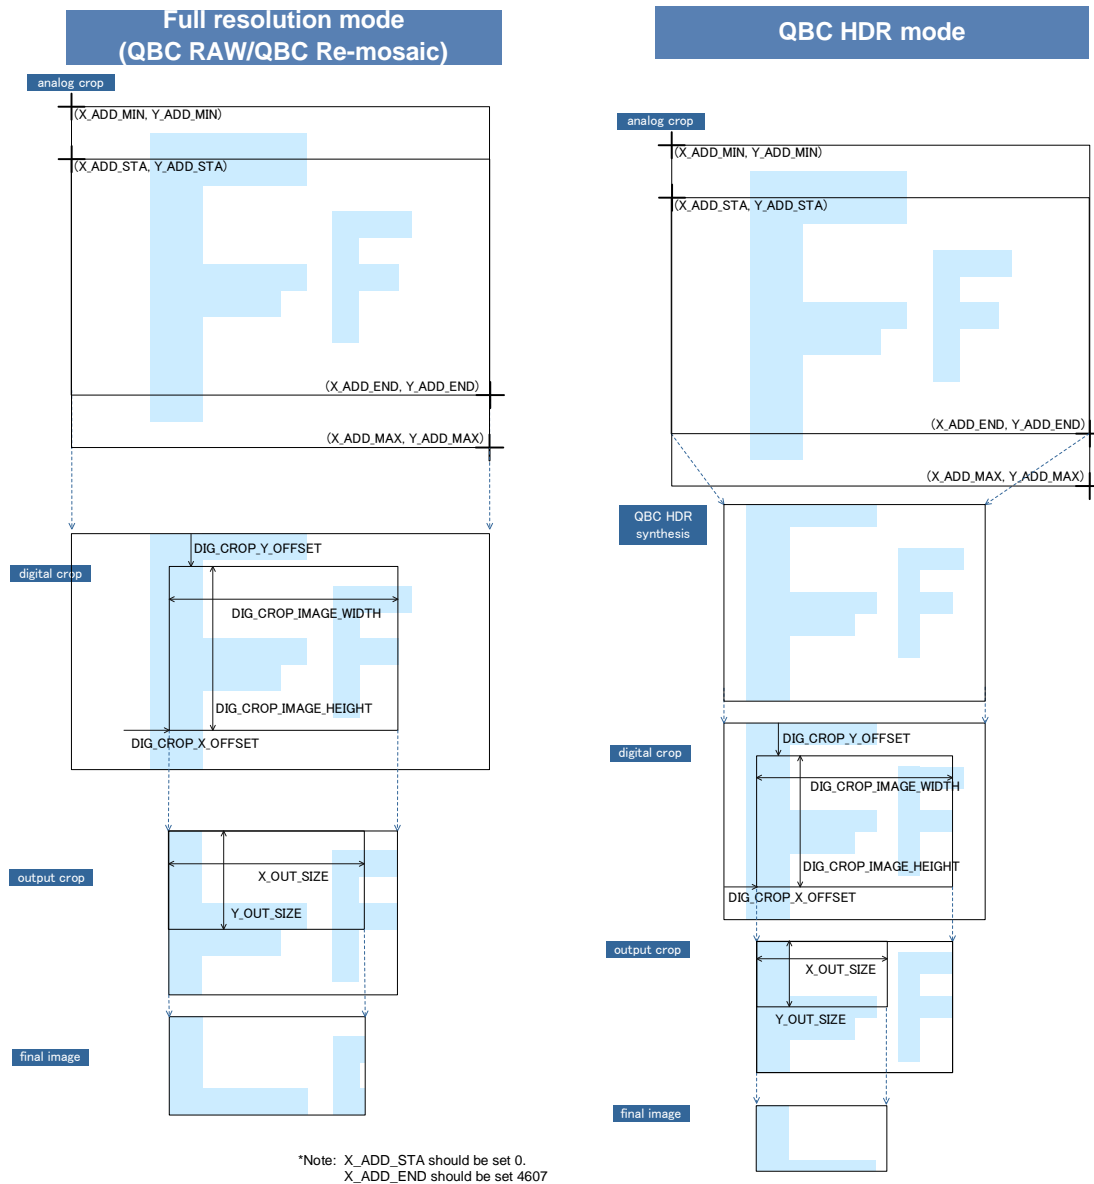 Full resolution mode
(QBC RAW/QBC Re-mosaic)
analog crop
(X_ADD_MIN, Y_ADD_MIN)
(X_ADD_STA, Y_ADD_STA)
(X_ADD_END, Y_ADD_END)
(X_ADD_MAX, Y_ADD_MAX)
digital crop
DIG_CROP_Y_OFFSET
DIG_CROP_IMAGE_WIDTH
DIG_CROP_IMAGE_HEIGHT
DIG_CROP_X_OFFSET
output crop
X_OUT_SIZE
Y_OUT_SIZE
final image
*Note: X_ADD_STA should be set 0.
X_ADD_END should be set 4607
QBC HDR mode
analog crop
(X_ADD_MIN, Y_ADD_MIN)
(X_ADD_STA, Y_ADD_STA)
(X_ADD_END, Y_ADD_END)
(X_ADD_MAX, Y_ADD_MAX)
QBC HDR
synthesis
digital crop
DIG_CROP_Y_OFFSET
DIG_CROP_IMAGE_WIDTH
DIG_CROP_IMAGE_HEIGHT
DIG_CROP_X_OFFSET
output crop
X_OUT_SIZE
Y_OUT_SIZE
final image